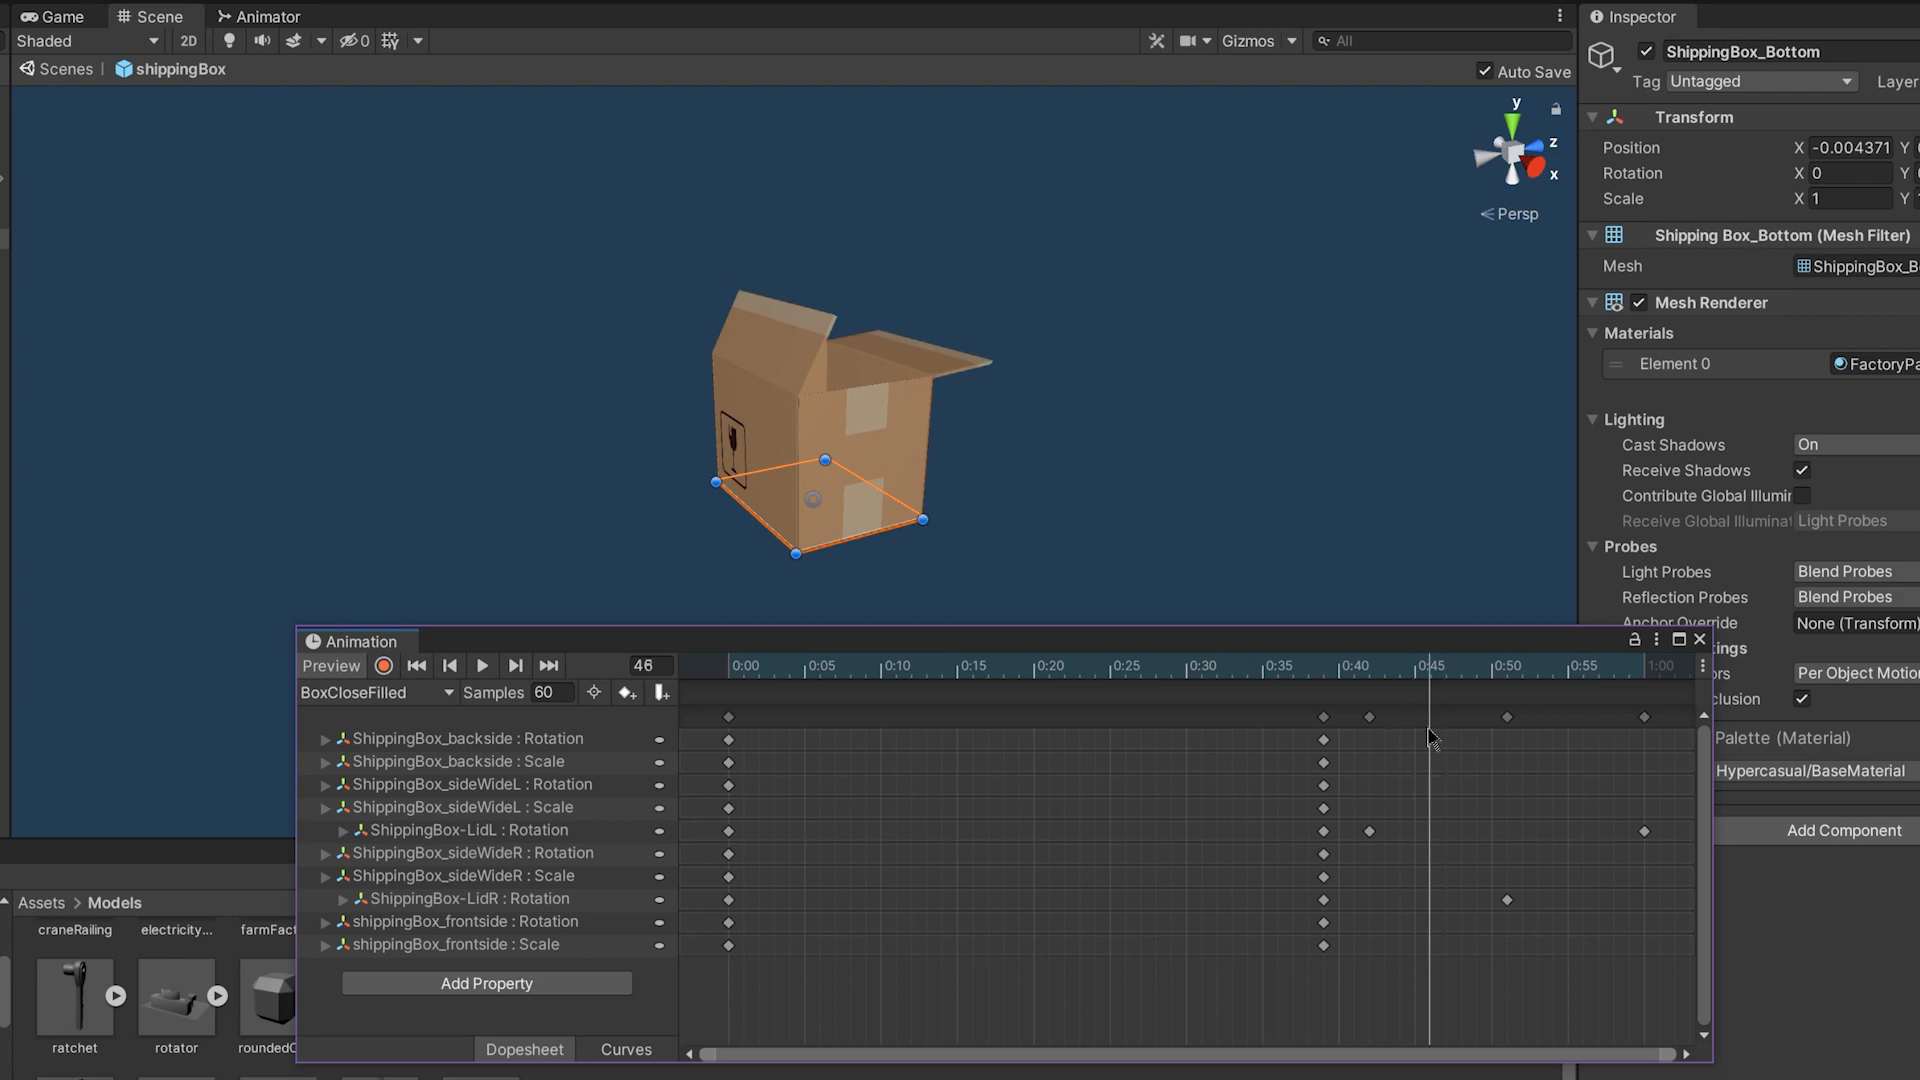 Game
Scene
Animator
Inspector
Shaded
2D
0
Gizmos
All
ShippingBox_Bottom
Scenes
shippingBox
Auto Save
Tag
Untagged
Layer
y
z
x
Persp
Transform
Position
X
-0.004371
Y
Rotation
X
0
Y
Scale
X
1
Y
Shipping Box_Bottom (Mesh Filter)
Mesh
ShippingBox_B
Mesh Renderer
Materials
Element 0
FactoryPa
Lighting
Cast Shadows
On
Receive Shadows
Contribute Global Illumir
Receive Global Illuminat
Light Probes
Probes
Light Probes
Blend Probes
Reflection Probes
Blend Probes
Anchor Override
None (Transform)
tings
Per Object Motion
clusion
Palette (Material)
Hypercasual/BaseMaterial
Add Component
Animation
Preview
46
0:00
0:05
0:10
0:15
0:20
0:25
0:30
0:35
0:40
0:45
0:50
0:55
1:00
BoxCloseFilled
Samples
60
ShippingBox_backside : Rotation
ShippingBox_backside : Scale
ShippingBox_sideWideL : Rotation
ShippingBox_sideWideL : Scale
ShippingBox-LidL : Rotation
ShippingBox_sideWideR : Rotation
ShippingBox_sideWideR : Scale
ShippingBox-LidR : Rotation
shippingBox_frontside : Rotation
shippingBox_frontside : Scale
Add Property
Dopesheet
Curves
Assets > Models
craneRailing
electricity...
farmFact
ratchet
rotator
roundedC